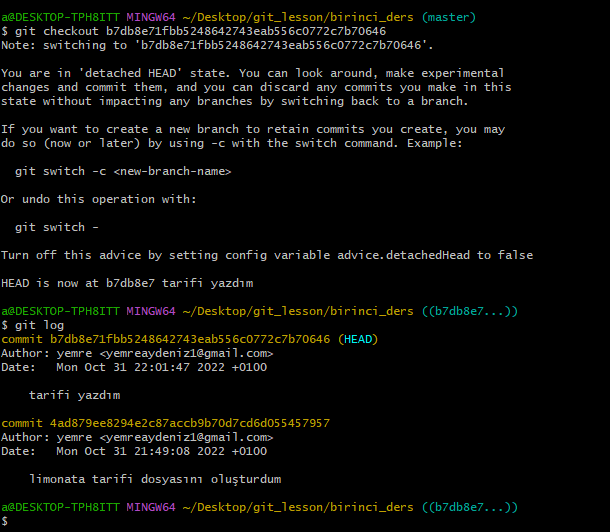 a@DESKTOP-TPH8ITT MINGW64 ~/Desktop/git_lesson/birinci_ders (master)
$ git checkout b7db8e71fbb5248642743eab556c0772c7b70646
Note: switching to 'b7db8e71fbb5248642743eab556c0772c7b70646'.
You are in 'detached HEAD' state. You can look around, make experimental
changes and commit them, and you can discard any commits you make in this
state without impacting any branches by switching back to a branch.
If you want to create a new branch to retain commits you create, you may
do so (now or later) by using -c with the switch command. Example:
git switch -c <new-branch-name>
Or undo this operation with:
git switch -
Turn off this advice by setting config variable advice.detachedHead to false
HEAD is now at b7db8e7 tarifi yazdım
a@DESKTOP-TPH8ITT MINGW64 ~/Desktop/git_lesson/birinci_ders ((b7db8e7...))
$ git log
commit b7db8e71fbb5248642743eab556c0772c7b70646 (HEAD)
Author: yemre <yemreaydeniz1@gmail.com>
Date:   Mon Oct 31 22:01:47 2022 +0100
tarifi yazdım
commit 4ad879ee8294e2c87accb9b70d7cd6d055457957
Author: yemre <yemreaydeniz1@gmail.com>
Date:   Mon Oct 31 21:49:08 2022 +0100
limonata tarifi dosyasını oluşturdum
a@DESKTOP-TPH8ITT MINGW64 ~/Desktop/git_lesson/birinci_ders ((b7db8e7...))
$